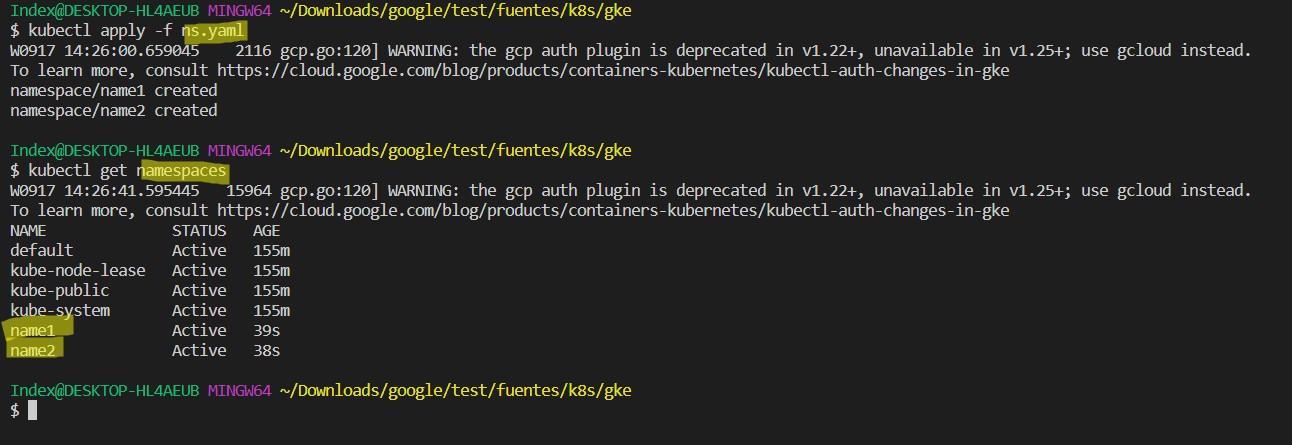 Index@DESKTOP-HL4AEUB MINGW64 ~/Downloads/google/test/fuentes/k8s/gke
$ kubectl apply -f ns.yaml
W0917 14:26:00.659045    2116 gcp.go:120] WARNING: the gcp auth plugin is deprecated in v1.22+, unavailable in v1.25+; use gcloud instead.
To learn more, consult https://cloud.google.com/blog/products/containers-kubernetes/kubectl-auth-changes-in-gke
namespace/name1 created
namespace/name2 created
Index@DESKTOP-HL4AEUB MINGW64 ~/Downloads/google/test/fuentes/k8s/gke
$ kubectl get namespaces
W0917 14:26:41.595445   15964 gcp.go:120] WARNING: the gcp auth plugin is deprecated in v1.22+, unavailable in v1.25+; use gcloud instead.
To learn more, consult https://cloud.google.com/blog/products/containers-kubernetes/kubectl-auth-changes-in-gke
NAME              STATUS   AGE
default           Active   155m
kube-node-lease   Active   155m
kube-public       Active   155m
kube-system       Active   155m
name1             Active   39s
name2             Active   38s
Index@DESKTOP-HL4AEUB MINGW64 ~/Downloads/google/test/fuentes/k8s/gke
$